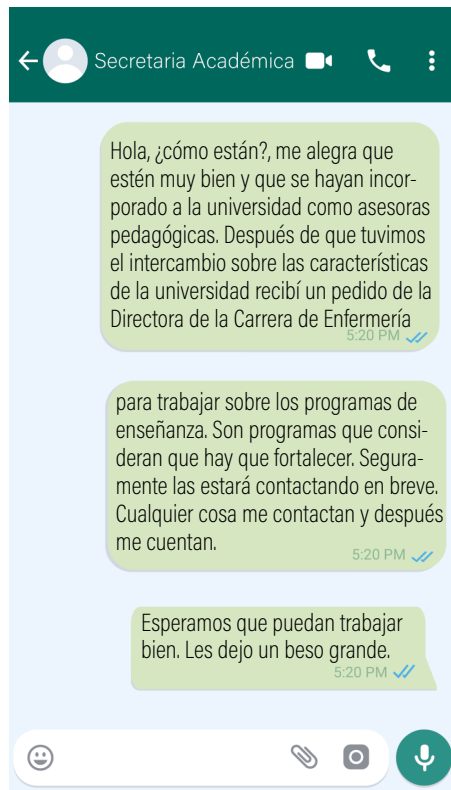 Secretaria Académica
Hola, ¿cómo están?, me alegra que
estén muy bien y que se hayan incor-
porado a la universidad como asesoras
pedagógicas. Después de que tuvimos
el intercambio sobre las características
de la universidad recibí un pedido de la
Directora de la Carrera de Enfermería
5:20 PM
para trabajar sobre los programas de
enseñanza. Son programas que consi-
deran que hay que fortalecer. Segura-
mente las estará contactando en breve.
Cualquier cosa me contactan y después
me cuentan.
5:20 PM
Esperamos que puedan trabajar
bien. Les dejo un beso grande.
5:20 PM